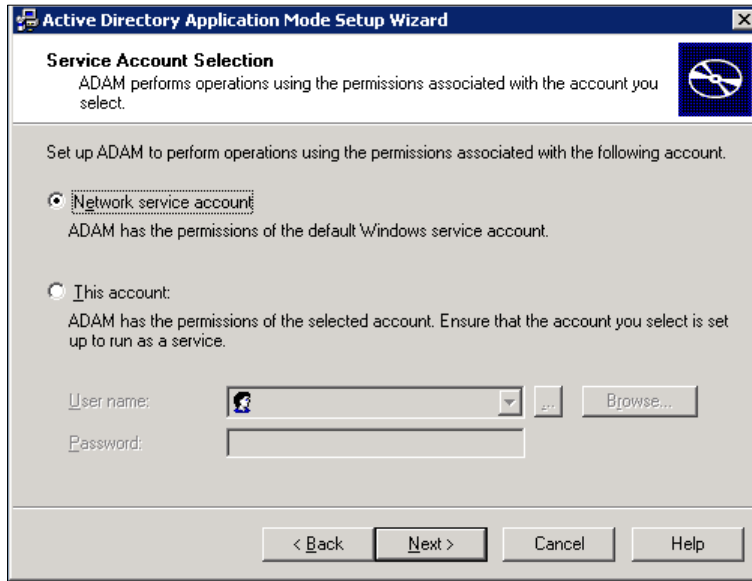 Active Directory Application Mode Setup Wizard
Service Account Selection
ADAM performs operations using the permissions associated with the account you
select.
Set up ADAM to perform operations using the permissions associated with the following account.
Network service account
ADAM has the permissions of the default Windows service account.
This account:
ADAM has the permissions of the selected account. Ensure that the account you select is set
up to run as a service.
User name:
... Browse...
Password:
< Back Next > Cancel Help